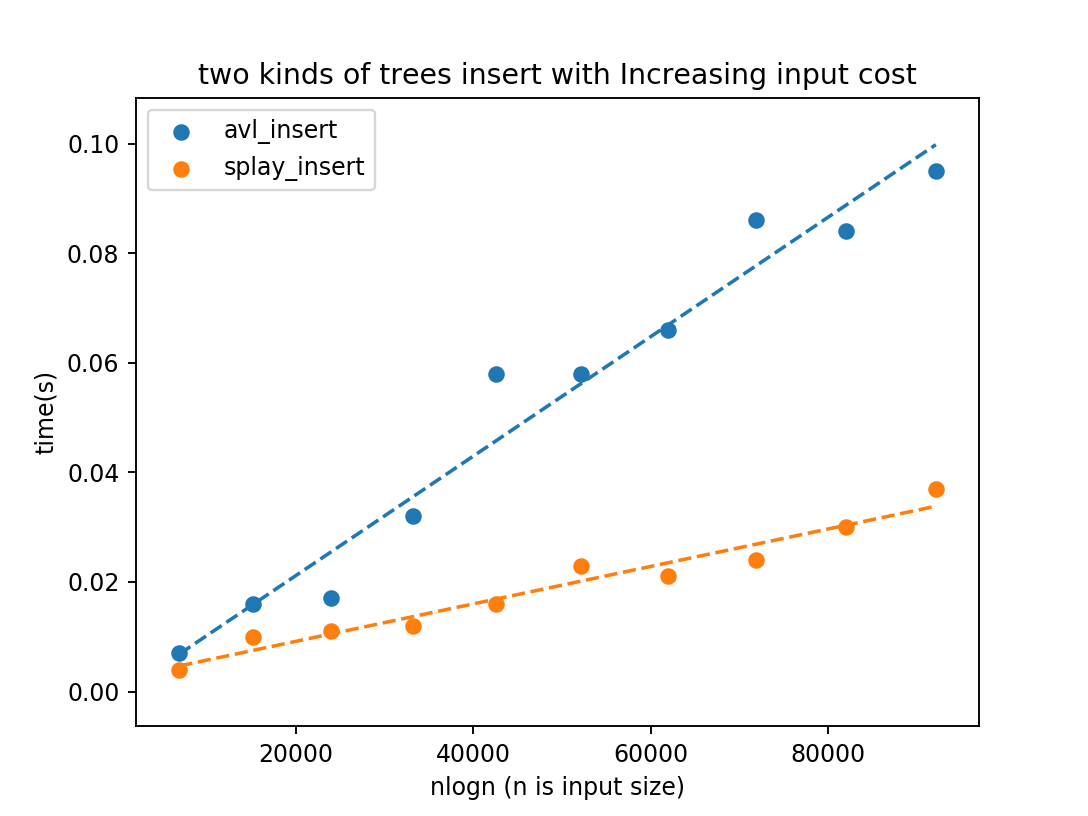 two kinds of trees insert with Increasing input cost
avl_insert
splay_insert
0.10
0.08
0.06
0.04
0.02
0.00
time(s)
20000 40000 60000 80000
nlogn (n is input size)